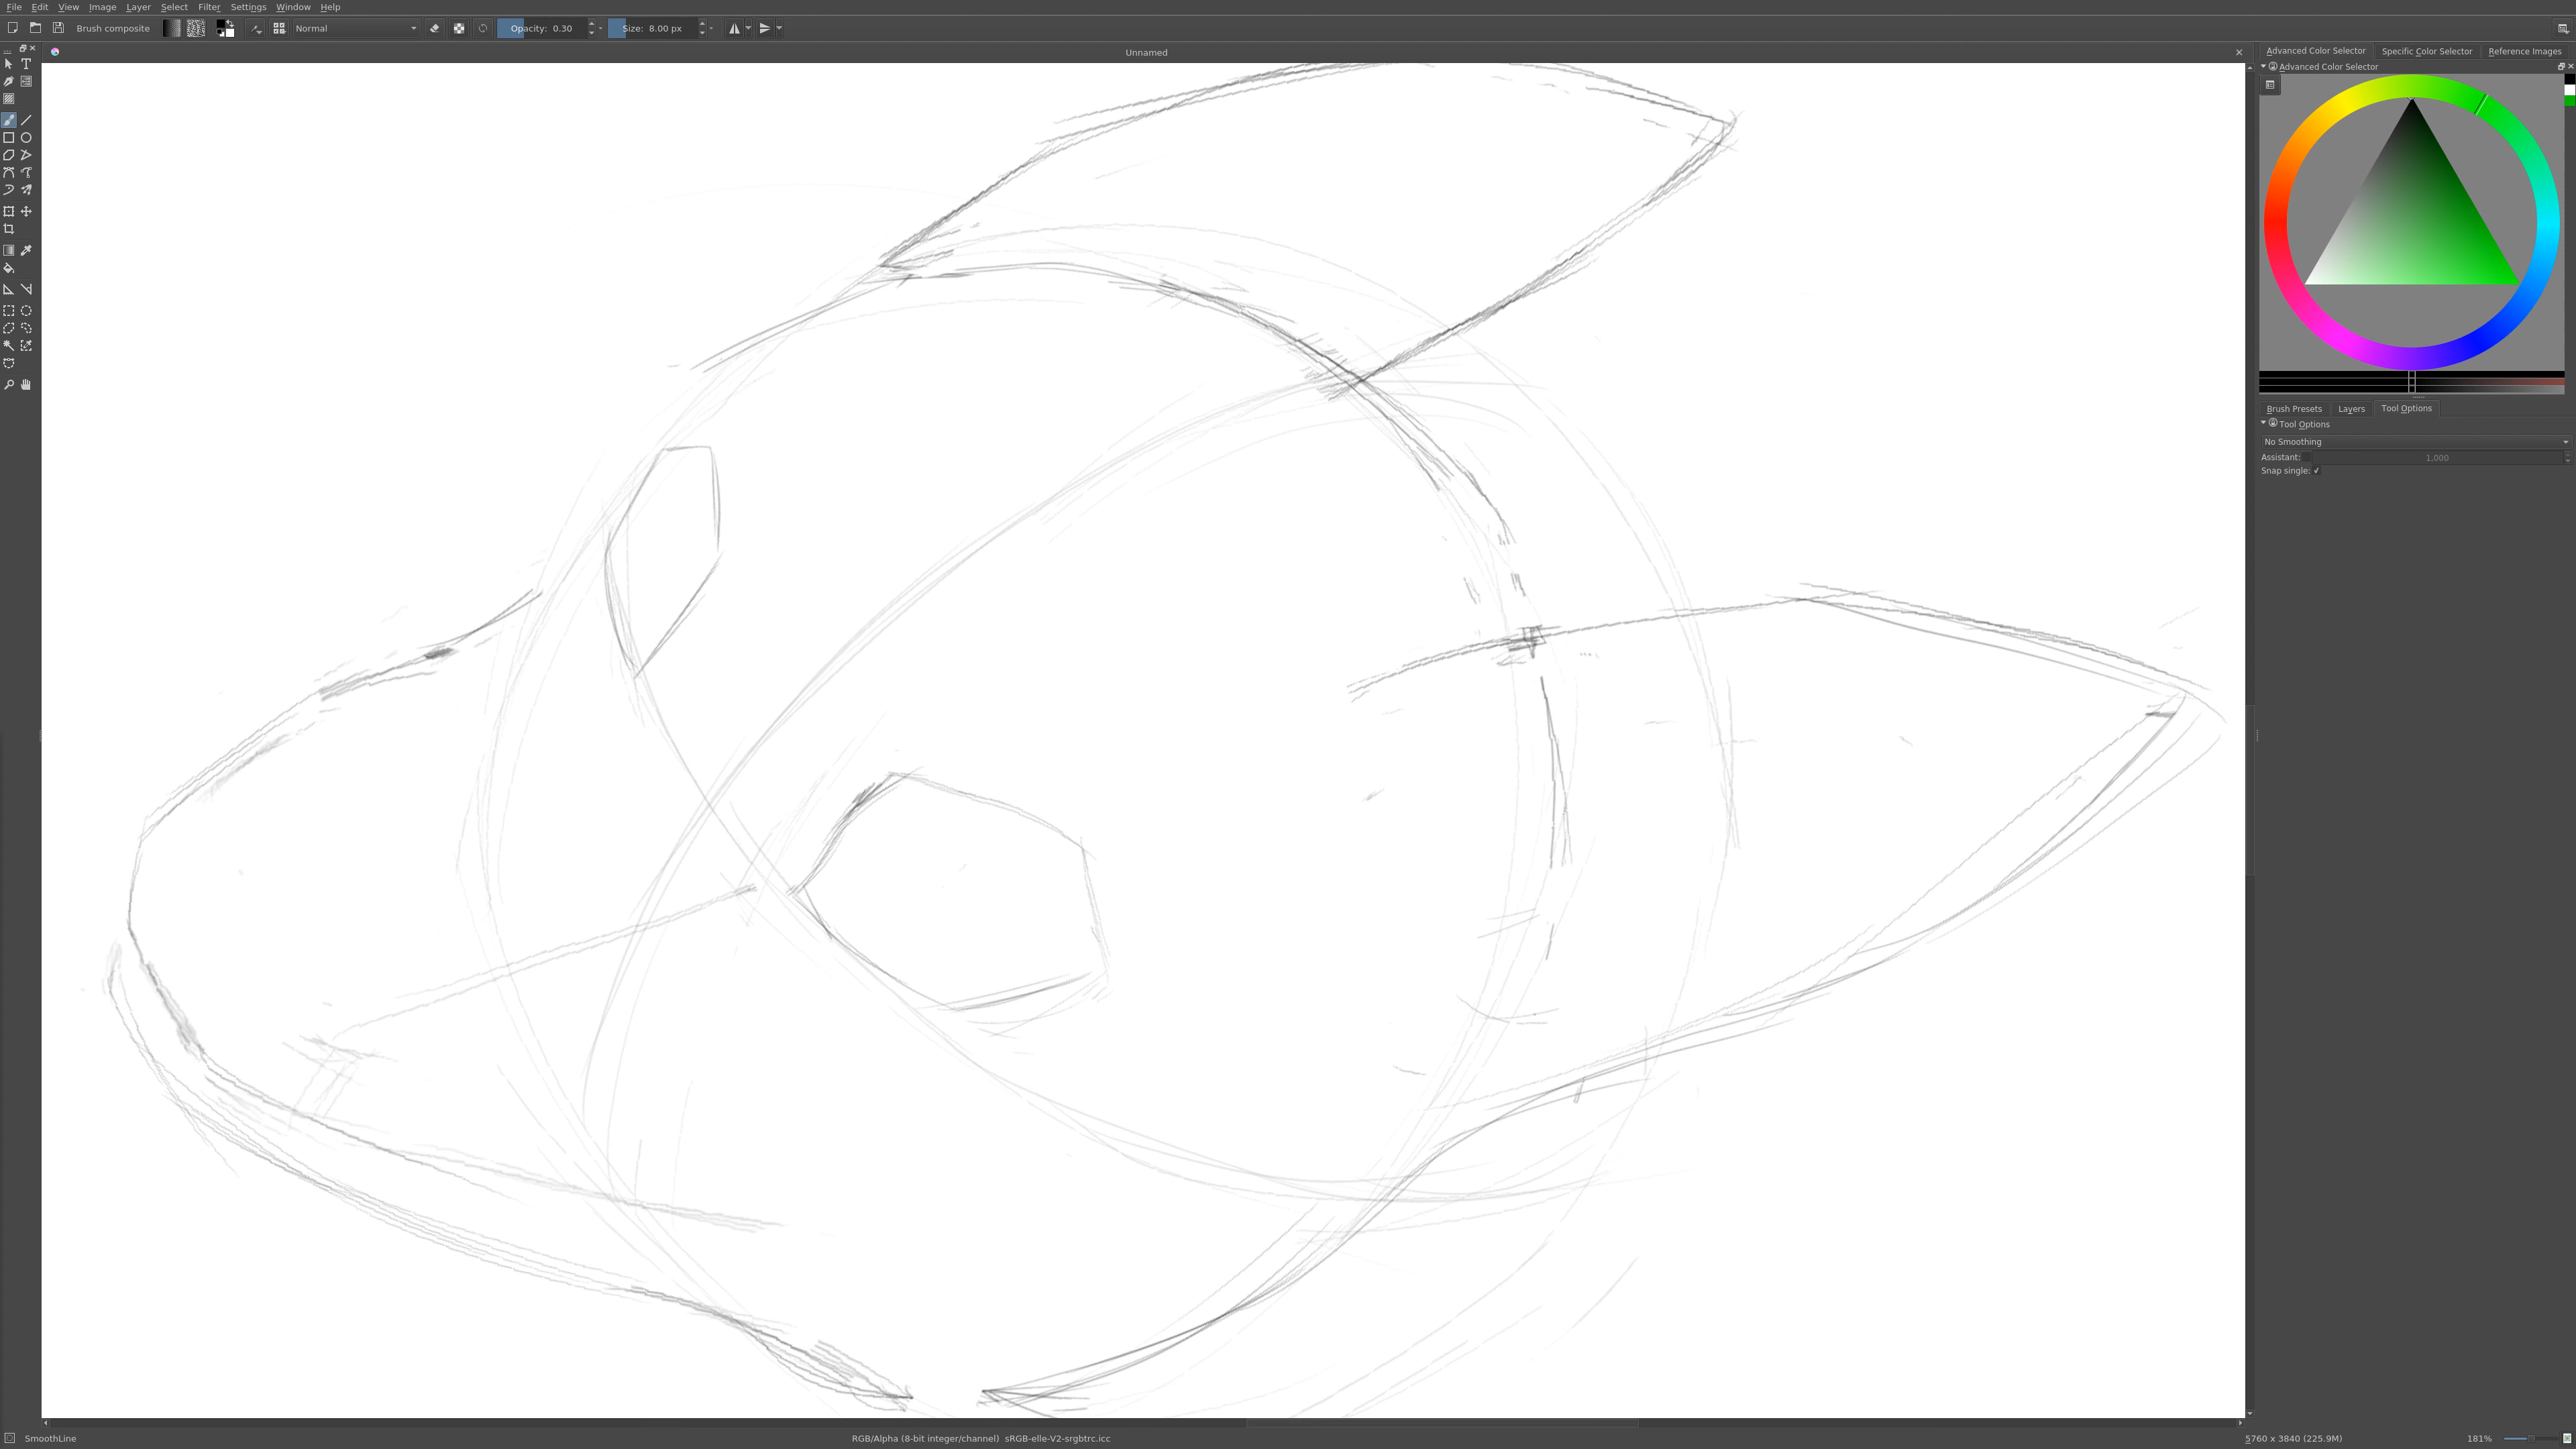 File Edit View Image Layer Select Filter Settings Window Help
Brush composite Normal Opacity: 0.30 Size: 8.00 px
Unnamed
Advanced Color Selector Specific Color Selector Reference Images
Advanced Color Selector
Brush Presets Layers Tool Options
Tool Options
No Smoothing
Assistant: 1,000
Snap single:
SmoothLine RGB/Alpha (8-bit integer/channel) sRGB-elle-V2-srgbtrc.icc 5760 x 3840 (225.9M) 181%